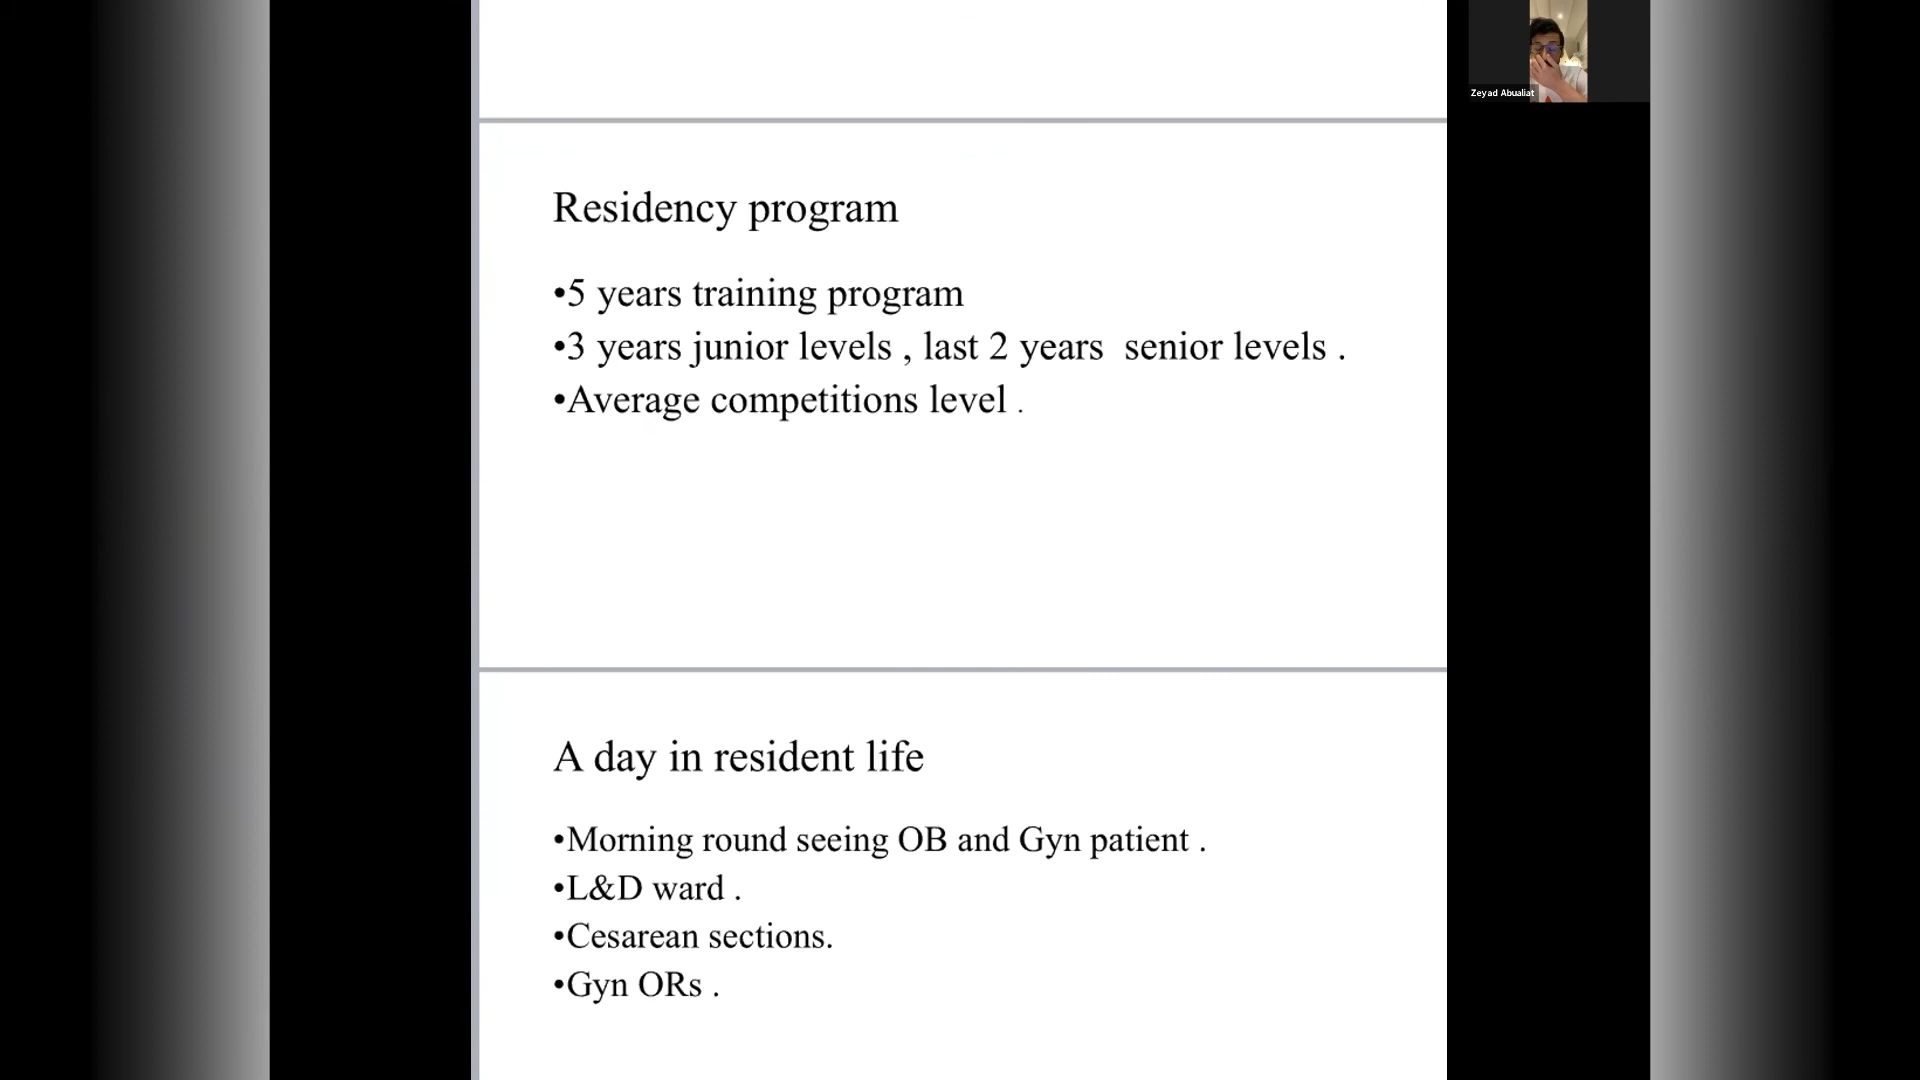 Zeyad Abualiat
Residency program
•5 years training program
•3 years junior levels , last 2 years  senior levels .
•Average competitions level .
A day in resident life
•Morning round seeing OB and Gyn patient .
•L&D ward .
•Cesarean sections.
•Gyn ORs .